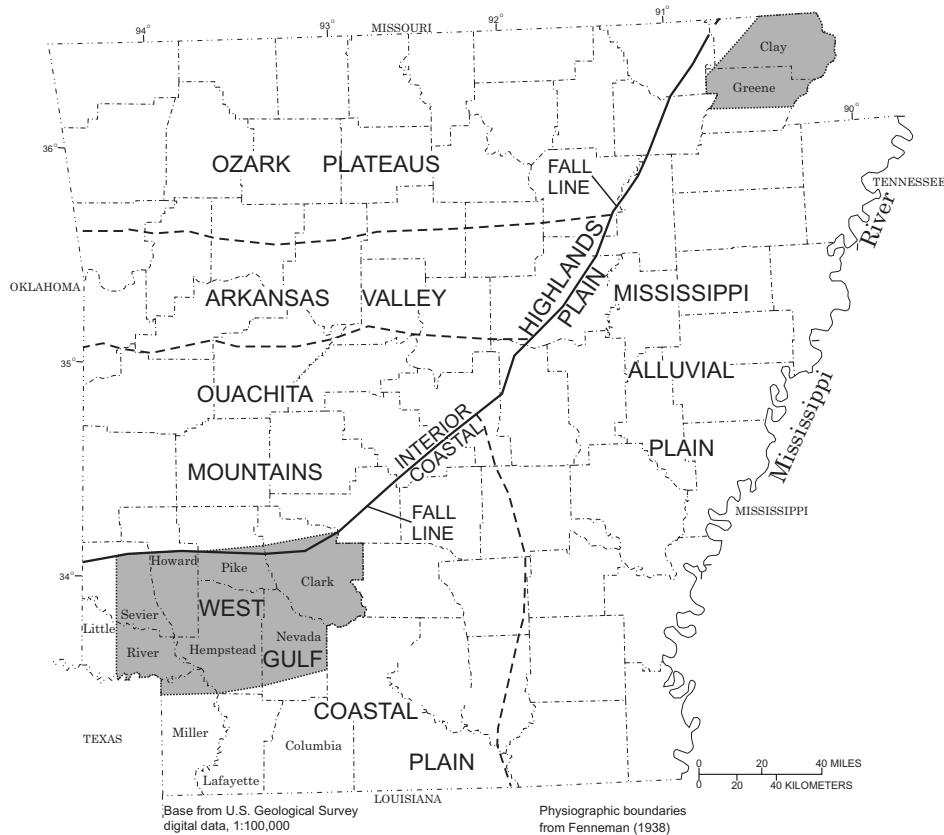 94°
93°
92°
91°
MISSOURI
Clay
Greene
90°
36°
OZARK PLATEAUS
FALL
LINE
TENNESSEE
River
OKLAHOMA
ARKANSAS VALLEY
HIGHLANDS
PLAIN
MISSISSIPPI
35°
ALLUVIAL
OUACHITA
Mississippi
INTERIOR
COASTAL
PLAIN
MOUNTAINS
FALL
LINE
MISSISSIPPI
34°
Howard
Pike
Clark
WEST
Sevier
Little
River
Hempstead
Nevada
GULF
COASTAL
Miller
TEXAS
Columbia
PLAIN
Lafayette
LOUISIANA
0 20 40 MILES
0 20 40 KILOMETERS
Base from U.S. Geological Survey
digital data, 1:100,000
Physiographic boundaries
from Fenneman (1938)